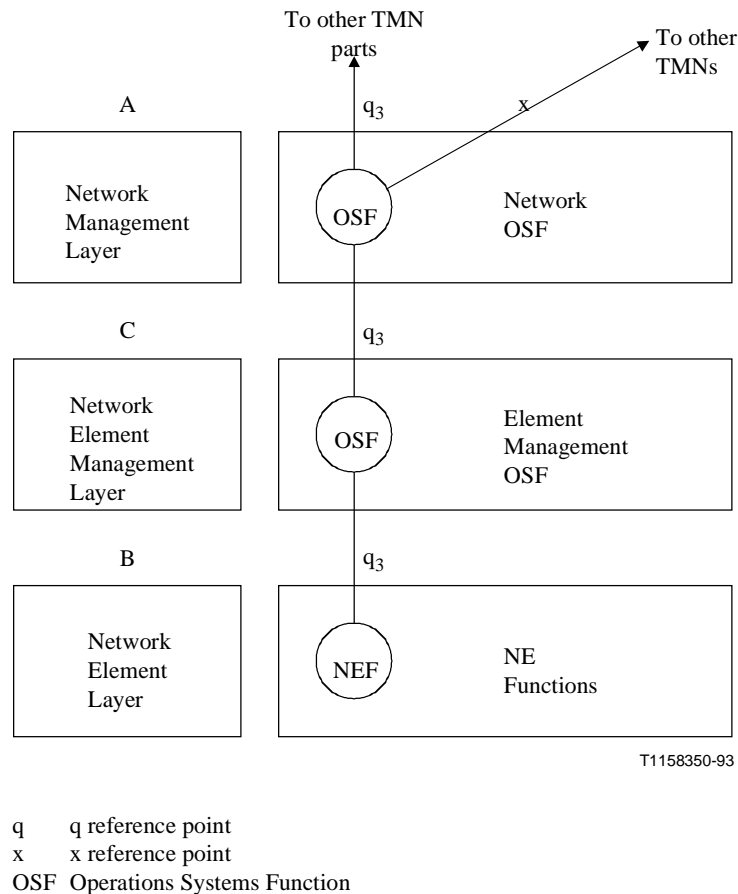 To other TMN
parts
To other
TMNs
A
q3
x
Network
Management
Layer
OSF
Network
OSF
C
q3
Network
Element
Management
Layer
OSF
Element
Management
OSF
B
q3
Network
Element
Layer
NEF
NE
Functions
T1158350-93
q q reference point
x x reference point
OSF Operations Systems Function